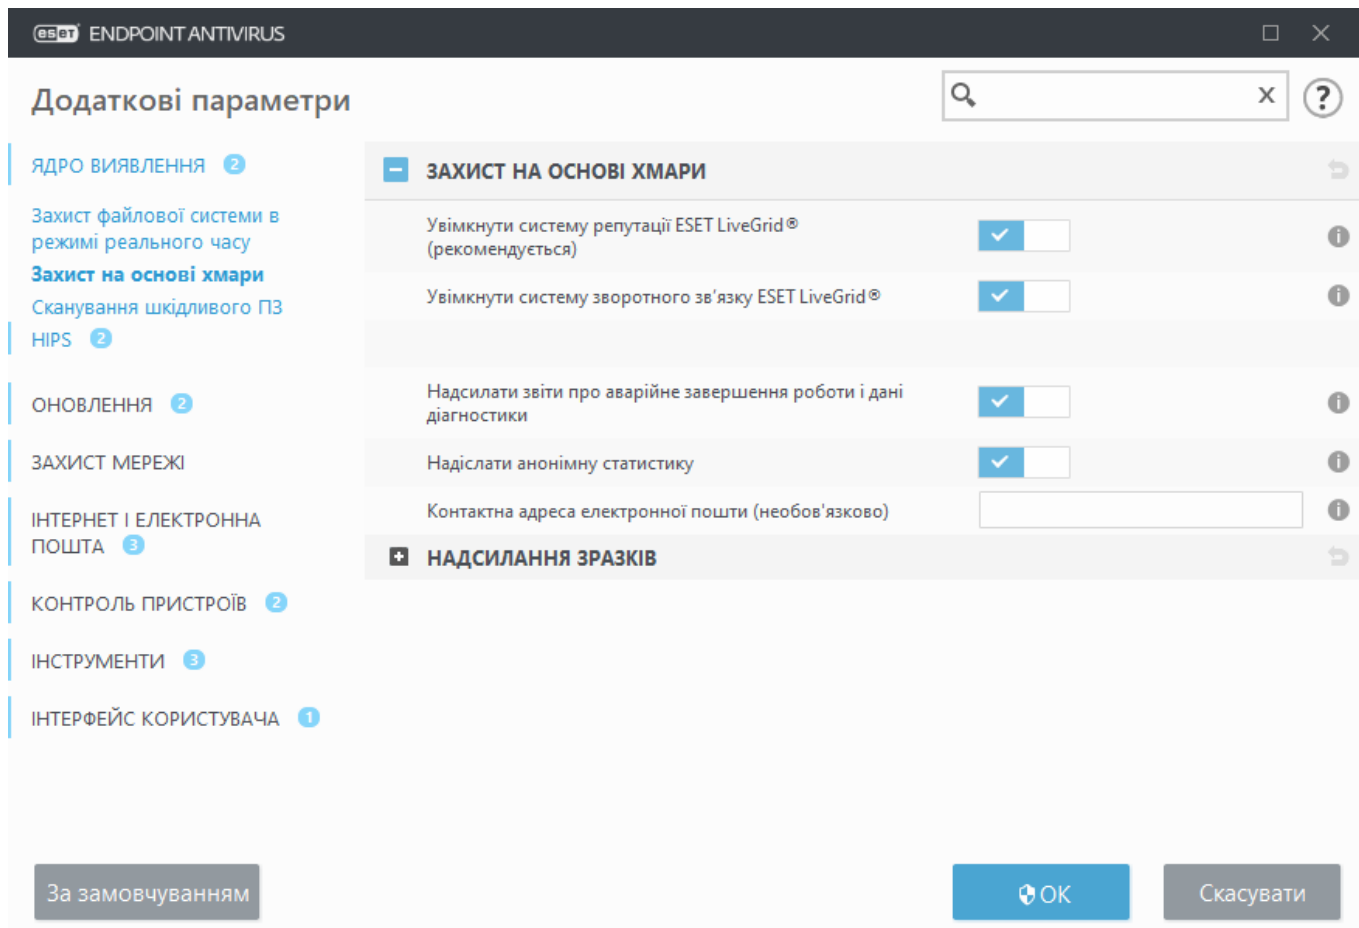 eset ENDPOINT ANTIVIRUS
Додаткові параметри
x
?
ЯДРО ВИЯВЛЕННЯ 2
Захист файлової системи в
режимі реального часу
Захист на основі хмари
Сканування шкідливого ПЗ
HIPS 2
ОНОВЛЕННЯ 2
ЗАХИСТ МЕРЕЖІ
ІНТЕРНЕТ І ЕЛЕКТРОННА
ПОШТА 3
КОНТРОЛЬ ПРИСТРОЇВ 2
ІНСТРУМЕНТИ 3
ІНТЕРФЕЙС КОРИСТУВАЧА 1
ЗАХИСТ НА ОСНОВІ ХМАРИ
Увімкнути систему репутації ESET LiveGrid®
(рекомендується)
Увімкнути систему зворотного зв’язку ESET LiveGrid®
Надсилати звіти про аварійне завершення роботи і дані
діагностики
Надіслати анонімну статистику
Контактна адреса електронної пошти (необов'язково)
НАДСИЛАННЯ ЗРАЗКІВ
За замовчуванням
ОК
Скасувати